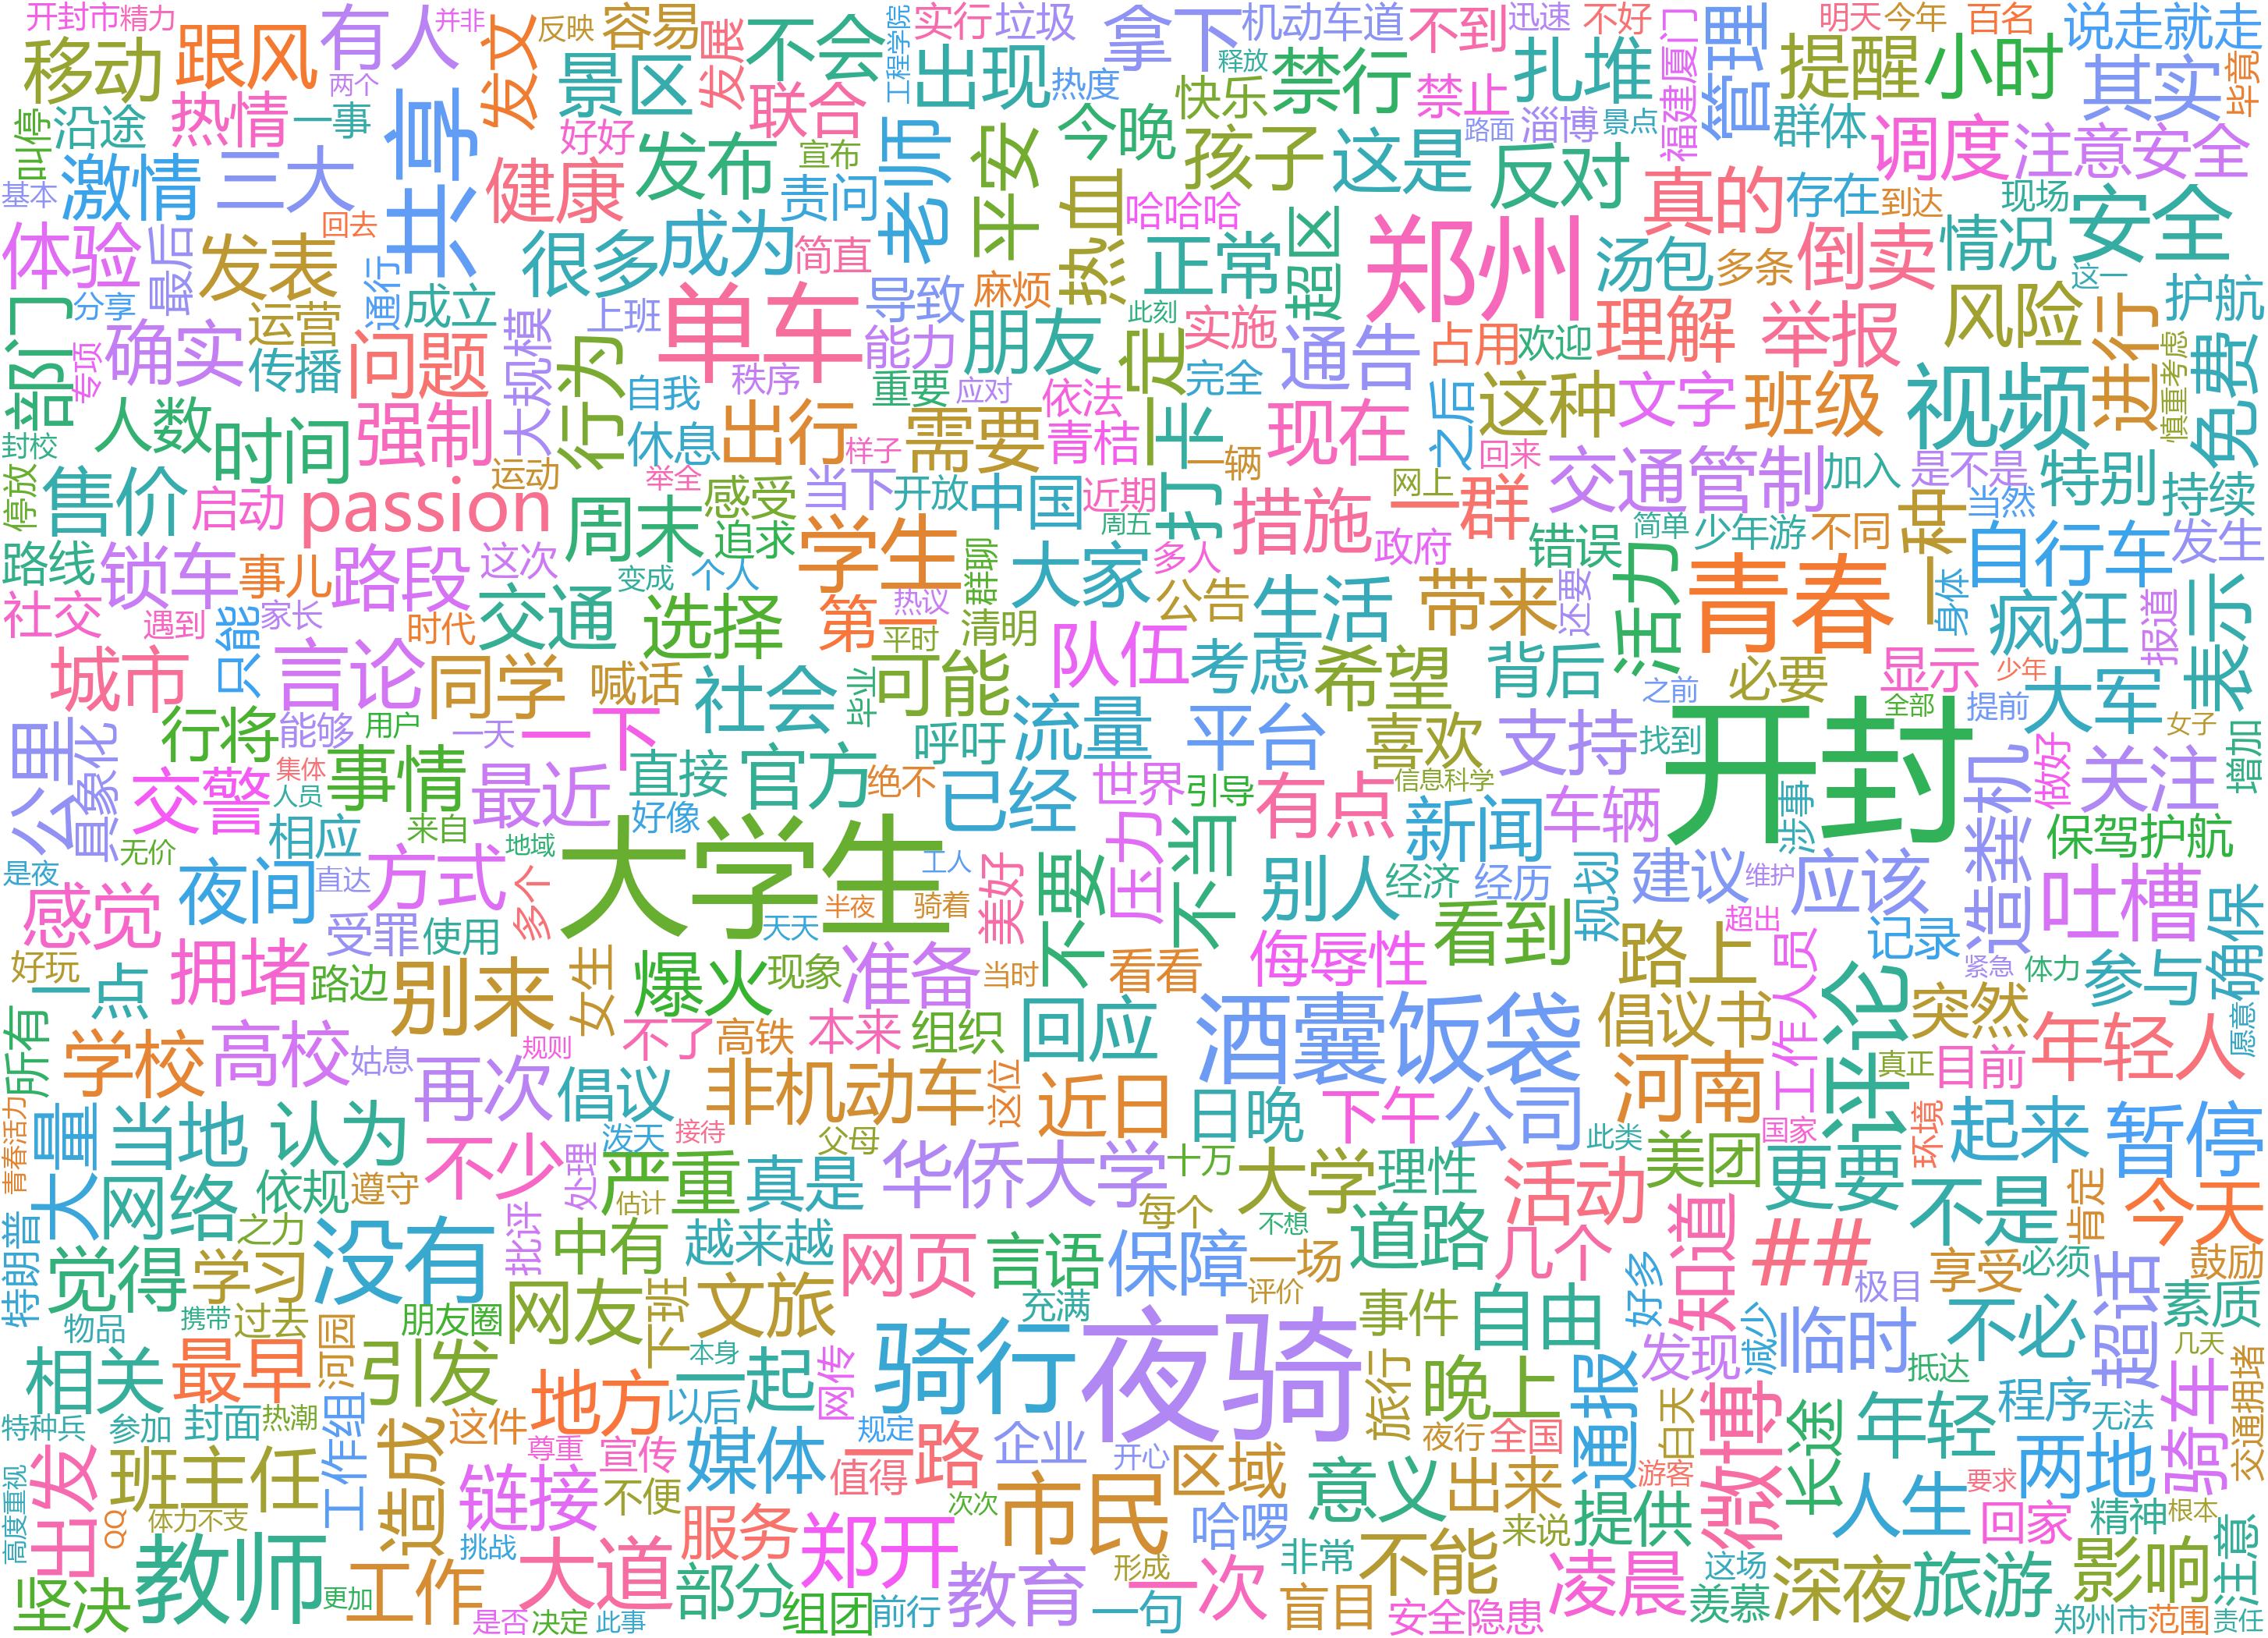 开封市 精力 并非 反映 容易 工程学院 实行 垃圾 拿下 机动车道 不到 迅速 不好 福建厦门 管理 明天 今年 百名 说走就走
移动 跟风 有人 发文 景区 发展 不会 出现 热度 释放 禁行 禁止 扎堆 提醒 小时 其实 毕竟
叫停 沿途 热情 一事 两个 共享 好好 联合 老师 平安 今晚 快乐 孩子 这是 路面 淄博 景点 群体 调度 注意安全
基本 激情 三大 回去 健康 发布 宣布 责问 热血 哈哈哈 超区 反对 真的 存在 到达 现场 安全
体验 最后 发表 通行 很多 成为 简直 正常 郑州 汤包 多条 倒卖 情况 这一
部门 分享 运营 成立 大规模 上班 单车 导致 麻烦 此刻 实施 通告 占用 欢迎 理解 举报 风险 进行 护航
专项 确实 传播 问题 行为 自我 秩序 能力 朋友 重要 应对 一定 完全 之后 这种 文字 班级 视频 慎重考虑 免费
封校 人数 时间 强制 运动 休息 出行 样子 需要 依法 青桔 打卡 一辆 现在 回来 交通管制 加入 是不是 特别 持续
停放 售价 启动 passion 周末 举全 感受 追求 当下 开放 中国 近期 周五 措施 网上 一群 政府 错误 简单 少年游 不同 一种 当然 自行车 发生
路线 锁车 事儿 路段 这次 交通 变成 个人 学生 群聊 大家 多人 公告 生活 带来 还要 活力 青春 身体 疯狂 报道 表示
社交 遇到 只能 家长 时代 选择 第一 热议 平时 清明 队伍 考虑 希望 背后 之前 必要 显示 少年 大军
城市 言论 同学 喊话 社会 毕业 可能 流量 平台 喜欢 支持 找到 开封 全部 提前 女子 增加
公里 具象化 行将 能够 用户 一天 一下 直接 官方 呼吁 已经 世界 引导 有点 信息科学 新闻 车辆 涉事 造粪机 做好 关注
交警 集体 人员 事情 最近 好像 绝不 压力 不当 保驾护航
是夜 无价 相应 来自 方式 地域 大学生 工人 美好 不要 别人 经济 经历 规划 建议 维护 应该 吐槽 确保
感觉 夜间 直达 受罪 使用 多个 天天 半夜 骑着 侮辱性 看到 路上 超出 工作人员 记录 紧急 体力 参与
好玩 一点 拥堵 路边 别来 女生 爆火 现象 准备 当时 看看 回应 酒囊饭袋 倡议书 评论 突然 愿意
所有 学校 高校 姑息 再次 规则 倡议 不了 高铁 本来 组织 非机动车 这位 近日 日晚 下午 公司 河南 真正 目前 年轻人
青春活力 大量 当地 认为 不少 处理 泼天 接待 父母 华侨大学 十万 大学 理性 此类 美团 国家 更要 环境 起来 暂停
网络 依规 遵守 批评 严重 估计 真是 每个 不想 道路 活动 知道 不是 肯定 今天
特朗普 觉得 之力 学习 没有 中有 越来越 网页 言语 保障 一场 几个 ## 极目 享受 必须 超话 鼓励
物品 携带 过去 河园 朋友圈 网友 下班 文旅 充满 评价 事件 自由 好多 发现 减少 临时 不必 素质
相关 最早 引发 本身 一起 网传 骑行 夜骑 旅行 晚上 通报 微博 抵达 几天 骑车 交通拥堵
特种兵 参加 封面 热潮 工作组 造成 这件 地方 以后 规定 企业 开心 区域 夜行 全国 白天 长途 年轻 程序 无法
高度重视 出发 班主任 尊重 宣传 媒体 值得 一路 意义 出来 游客 人生 要求 两地
QQ 体力不支 链接 不便 次次 市民 哈啰 来说 提供 回家 精神 根本 注意
坚决 教师 更加 工作 挑战 大道 服务 郑开 非常 不能 凌晨 这场 深夜 旅游 影响
是否 决定 此事 部分 组团 前行 教育 形成 一句 一次 盲目 安全隐患 羡慕 郑州市 范围 责任